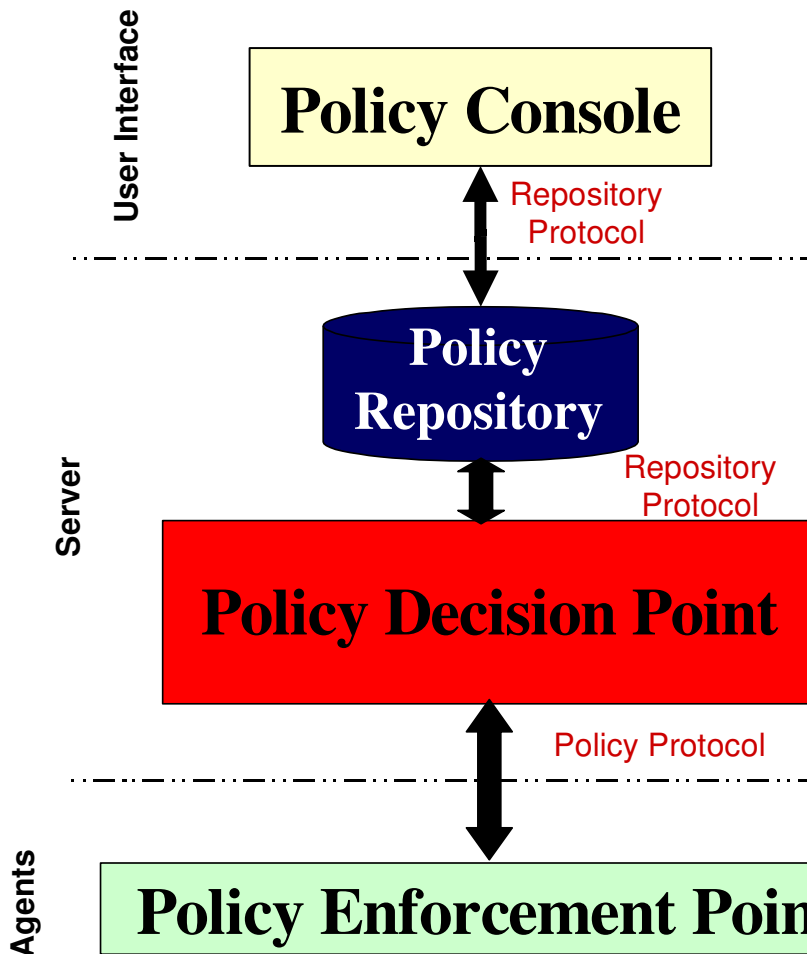 User Interface
Policy Console
Repository
Protocol
Policy
Repository
Server
Repository
Protocol
Policy Decision Point
Policy Protocol
Agents
Policy Enforcement Poin